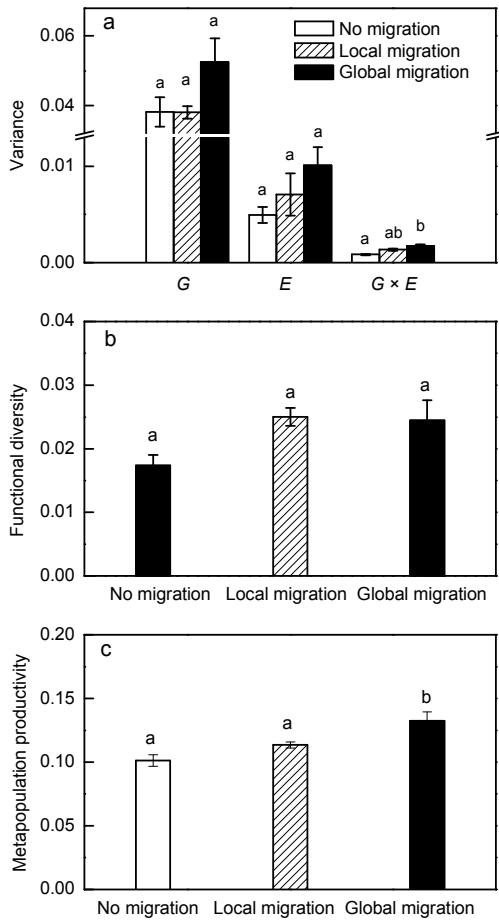 a
No migration
Local migration
Global migration
Variance
0.06
0.04
0.01
0.00
a a a
a a a
a ab b
G E G × E
b
Functional diversity
0.04
0.03
0.02
0.01
0.00
a a a
No migration Local migration Global migration
c
Metapopulation productivity
0.20
0.15
0.10
0.05
0.00
a a b
No migration Local migration Global migration